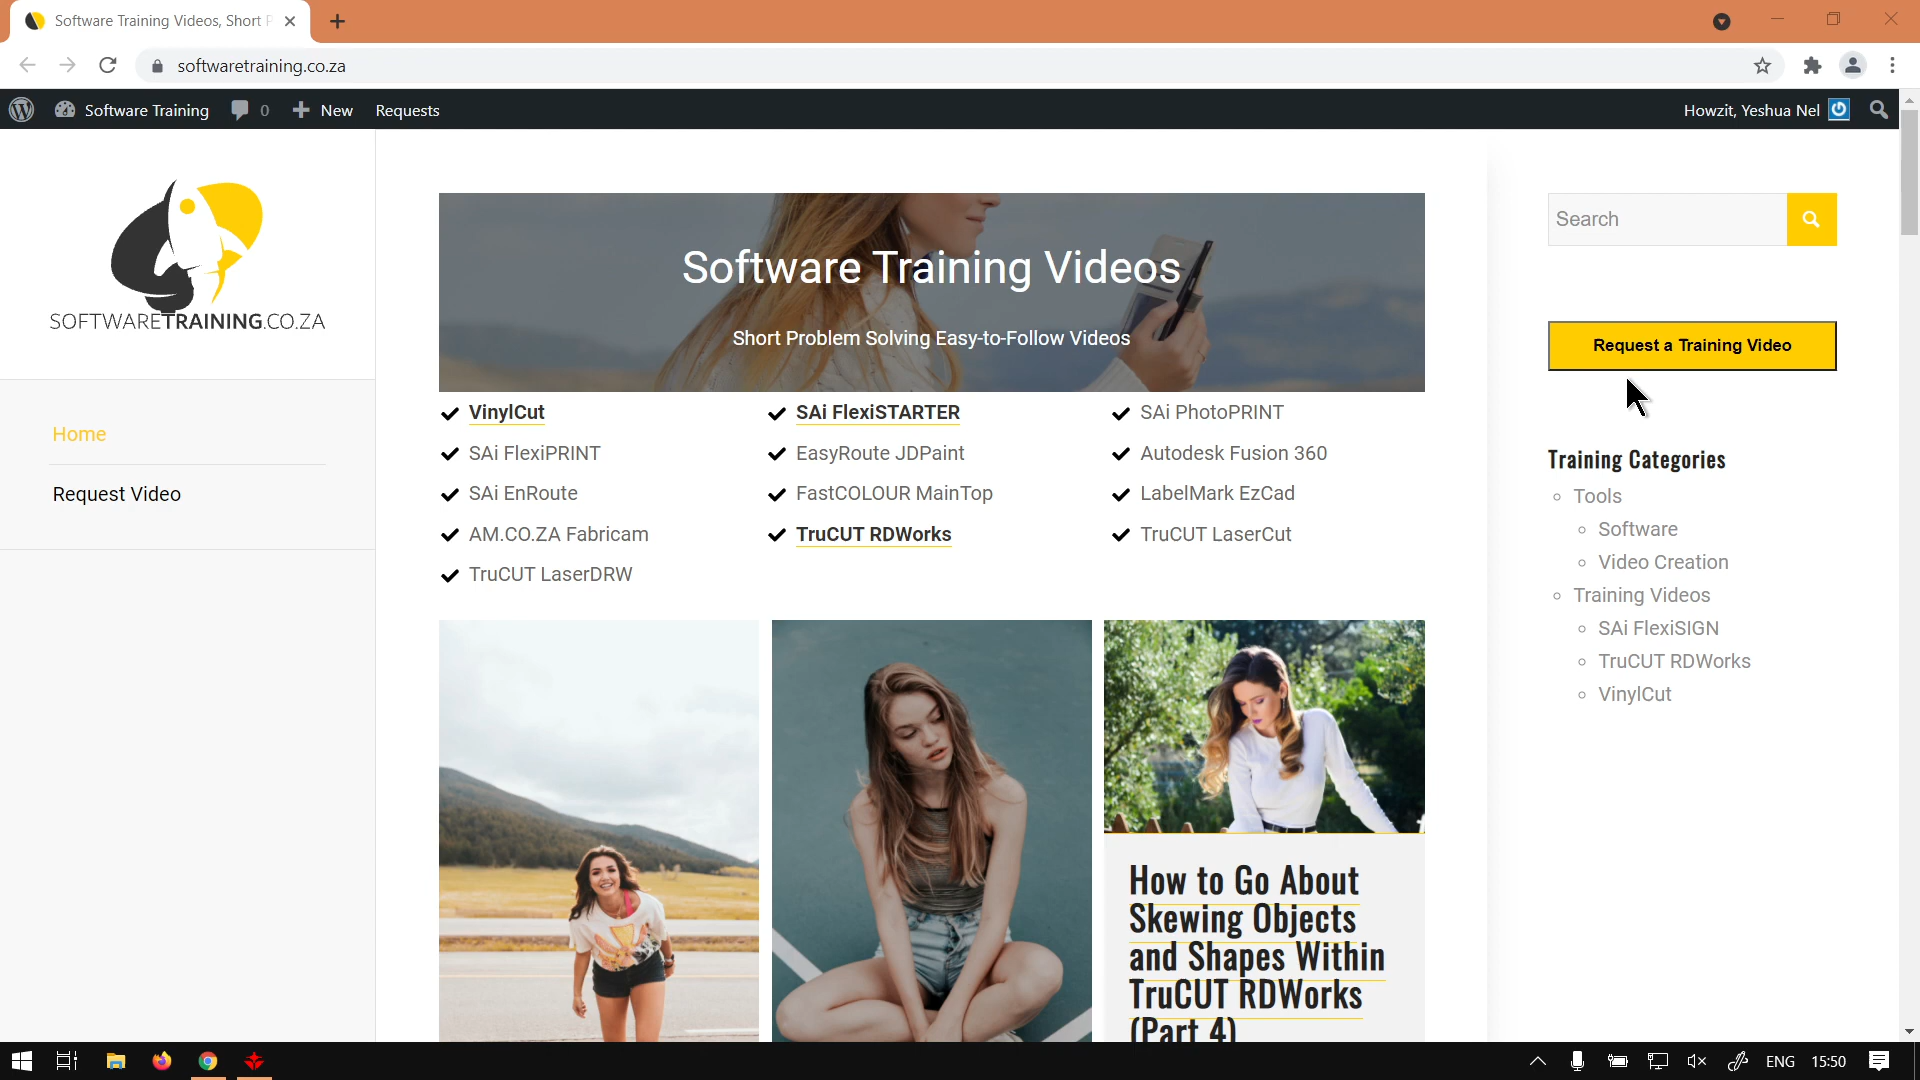 Software Training Videos, Short P
softwaretraining.co.za
Software Training
0
New
Requests
Howzit, Yeshua Nel
SOFTWARETRAINING.CO.ZA
Home
Request Video
Software Training Videos
Short Problem Solving Easy-to-Follow Videos
VinylCut
SAi FlexiSTARTER
SAi PhotoPRINT
SAi FlexiPRINT
EasyRoute JDPaint
Autodesk Fusion 360
SAi EnRoute
FastCOLOUR MainTop
LabelMark EzCad
AM.CO.ZA Fabricam
TruCUT RDWorks
TruCUT LaserCut
TruCUT LaserDRW
How to Go About
Skewing Objects
and Shapes Within
TruCUT RDWorks
(Part 4)
Search
Request a Training Video
Training Categories
Tools
Software
Video Creation
Training Videos
SAi FlexiSIGN
TruCUT RDWorks
VinylCut
ENG
15:50